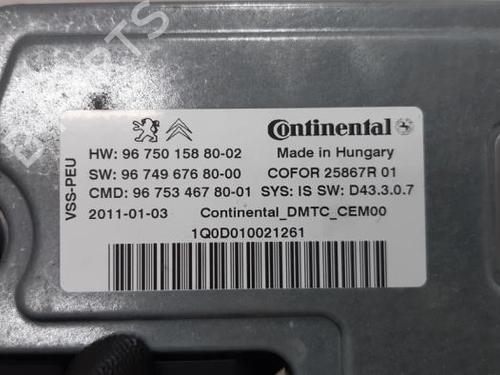 Continental
HW: 96 750 158 80-02
Made in Hungary
SW: 96 749 676 80-00
COFOR 25867R 01
CMD: 96 753 467 80-01
SYS: IS SW: D43.3.0.7
2011-01-03
Continental_DMTC_CEM00
1Q0D010021261
VSS-PEU